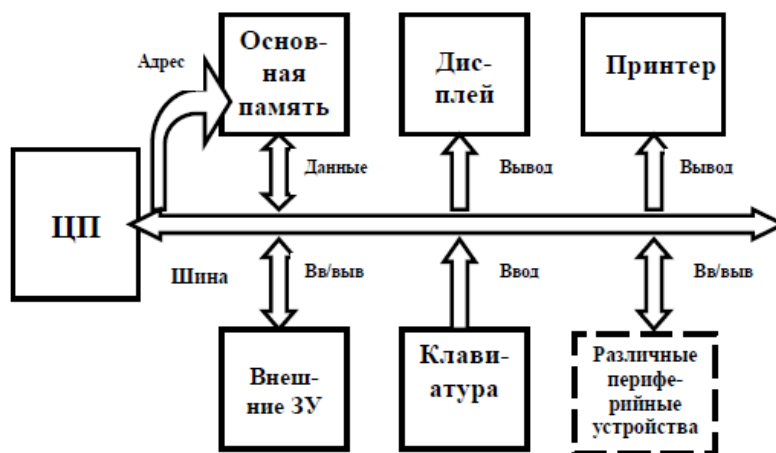 Адрес
Основ-
ная
память
Дис-
плей
Принтер
Данные
Вывод
Вывод
ЦП
Шина
Вв/выв
Ввод
Вв/выв
Внеш-
ние ЗУ
Клави-
атура
Различные
перифе-
рийные
устройства